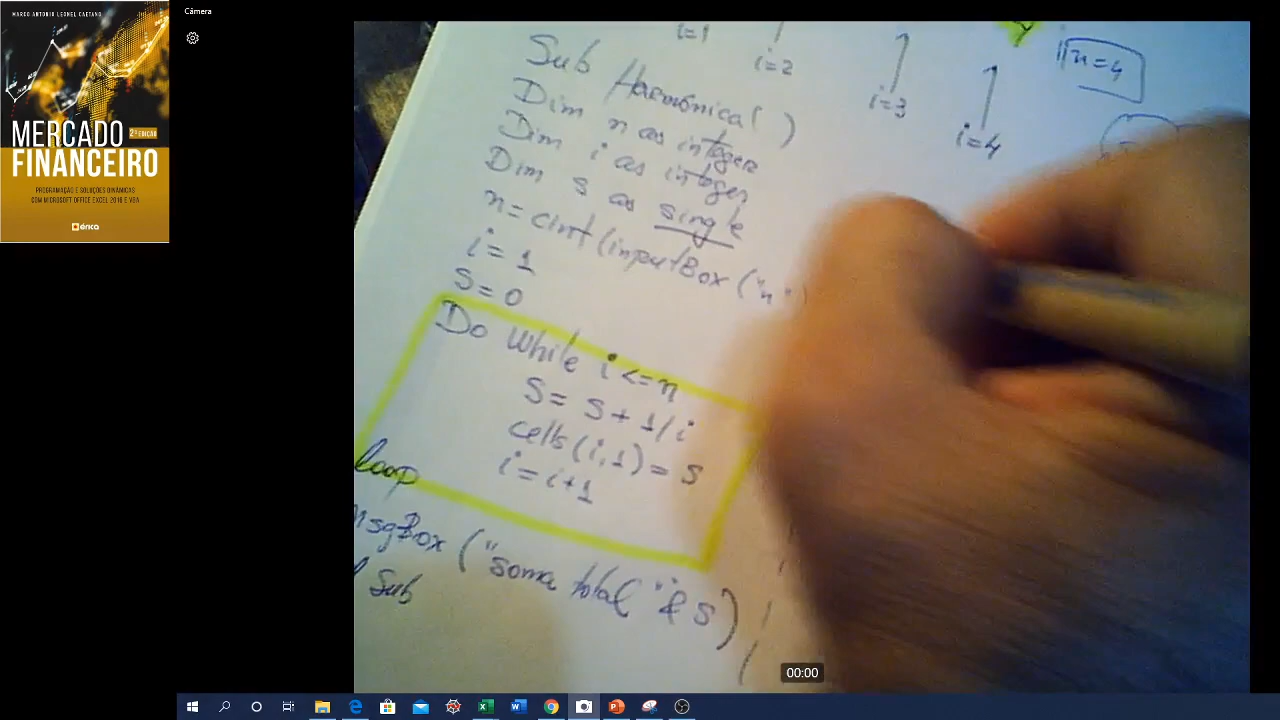 MARCO ANTONIO LEONEL CAETANO
MERCADO
2ª EDIÇÃO
FINANCEIRO
PROGRAMAÇÃO E SOLUÇÕES DINÂMICAS
COM MICROSOFT OFFICE EXCEL 2016 E VBA
érica
Câmera
i=1
i=2
i=3
i=4
n=4
Sub Harmônica( )
Dim n as integer
Dim i as integer
Dim s as single
n= cint(inputBox("n")
i= 1
S= 0
Do While i <= n
S= S + 1/i
cells(i,1) = S
i= i+1
loop
MsgBox ("soma total" & S)
Sub
00:00